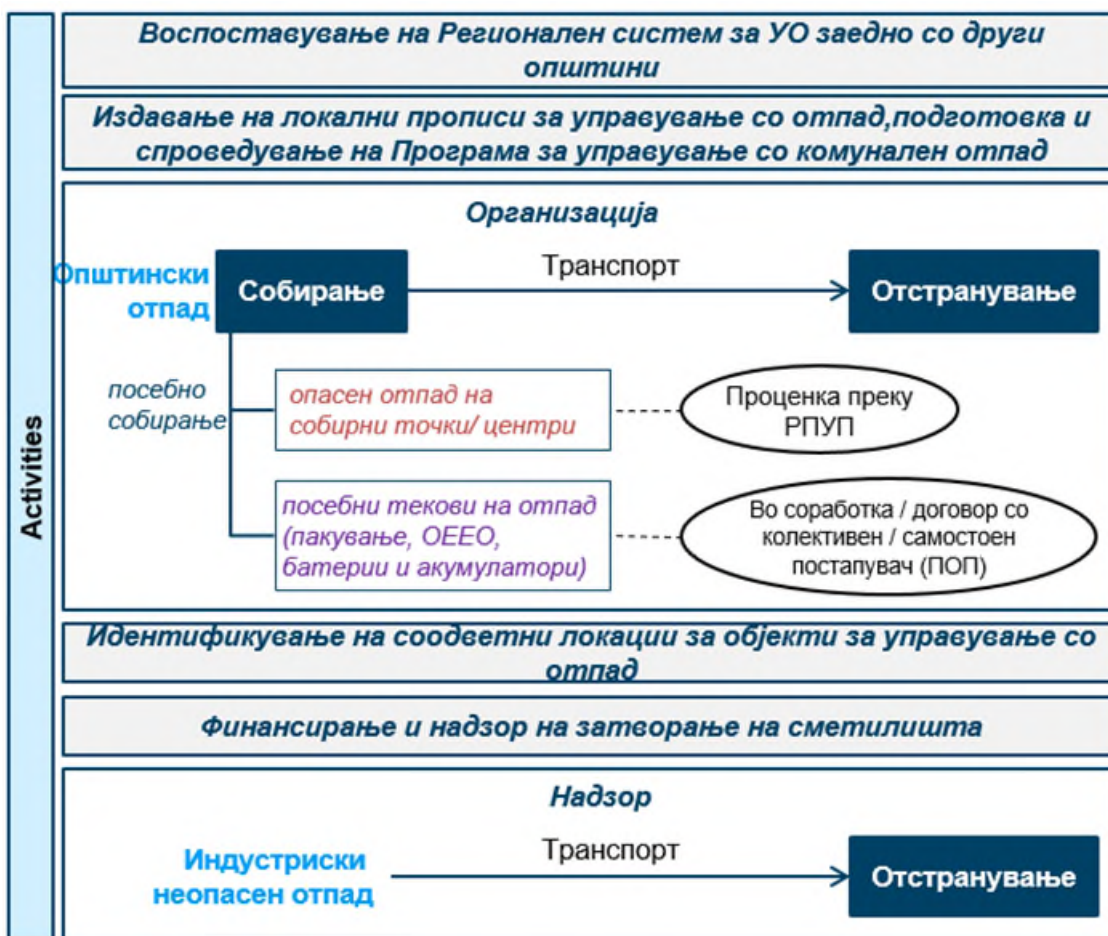 Activities
Воспоставување на Регионален систем за УО заедно со други
општини
Издавање на локални прописи за управување со отпад,подготовка и
спроведување на Програма за управување со комунален отпад
Организација
Општински
отпад
Собирање
Транспорт
Отстранување
посебно
собирање
опасен отпад на
собирни точки/ центри
Проценка преку
РПУП
посебни текови на отпад
(пакување, ОЕЕО,
батерии и акумулатори)
Во соработка / договор со
колективен / самостоен
постапувач (ПОП)
Идентификување на соодветни локации за објекти за управување со
отпад
Финансирање и надзор на затворање на сметилишта
Надзор
Индустриски
неопасен отпад
Транспорт
Отстранување